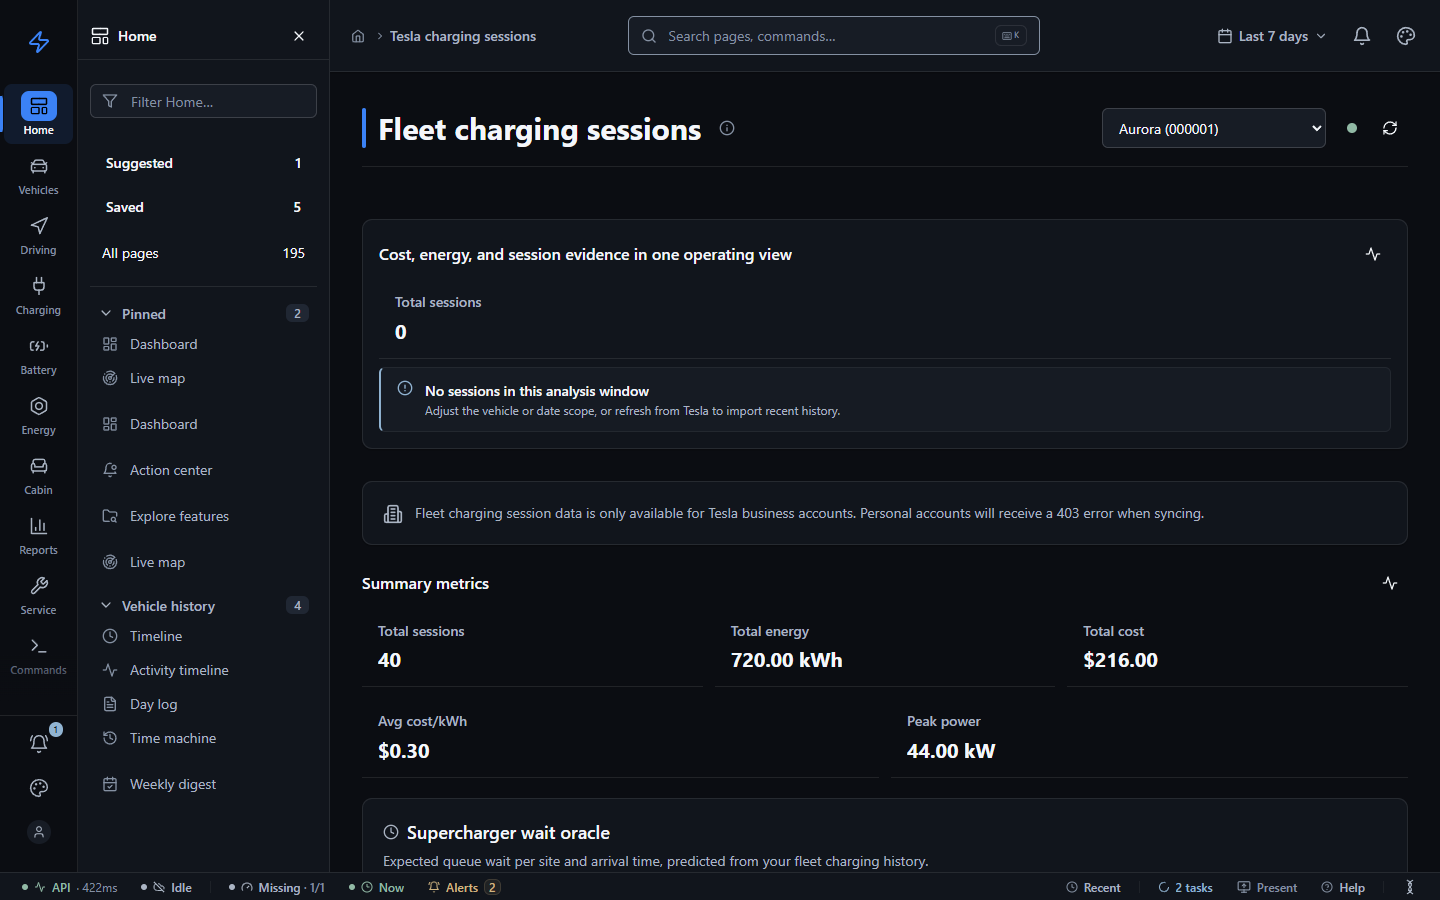 Home
Vehicles
Driving
Charging
Battery
Energy
Cabin
Reports
Service
Commands
1
Home
Filter Home...
Suggested 1
Saved 5
All pages 195
Pinned 2
Dashboard
Live map
Dashboard
Action center
Explore features
Live map
Vehicle history 4
Timeline
Activity timeline
Day log
Time machine
Weekly digest
Tesla charging sessions
Search pages, commands...
K
Last 7 days
Fleet charging sessions
Aurora (000001)
Cost, energy, and session evidence in one operating view
Total sessions
0
No sessions in this analysis window
Adjust the vehicle or date scope, or refresh from Tesla to import recent history.
Fleet charging session data is only available for Tesla business accounts. Personal accounts will receive a 403 error when syncing.
Summary metrics
Total sessions
40
Total energy
720.00 kWh
Total cost
$216.00
Avg cost/kWh
$0.30
Peak power
44.00 kW
Supercharger wait oracle
Expected queue wait per site and arrival time, predicted from your fleet charging history.
API · 422ms
Idle
Missing · 1/1
Now
Alerts 2
Recent
2 tasks
Present
Help